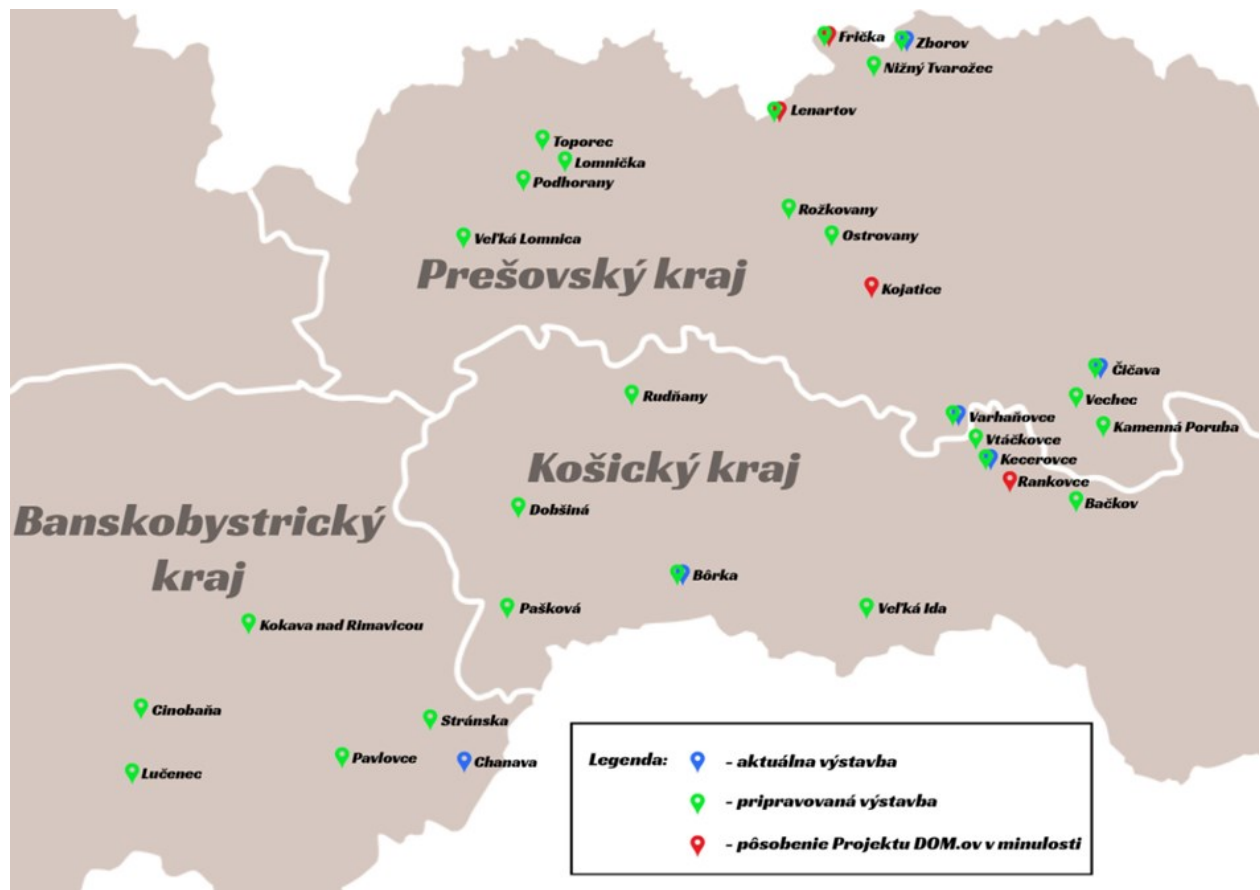 Frička
Zborov
Nižný Tvarožec
Lenartov
Toporec
Lomnička
Podhorany
Rožkovany
Veľká Lomnica
Ostrovany
Prešovský kraj
Kojatice
Čičava
Rudňany
Vechec
Varhaňovce
Kamenná Poruba
Vtáčkovce
Košický kraj
Kecerovce
Rankovce
Bačkov
Dobšiná
Banskobystrický
kraj
Bôrka
Pašková
Veľká Ida
Kokava nad Rimavicou
Cinobaňa
Stránska
Pavlovce
Chanava
Lučenec
Legenda:
- aktuálna výstavba
- pripravovaná výstavba
- pôsobenie Projektu DOM.ov v minulosti